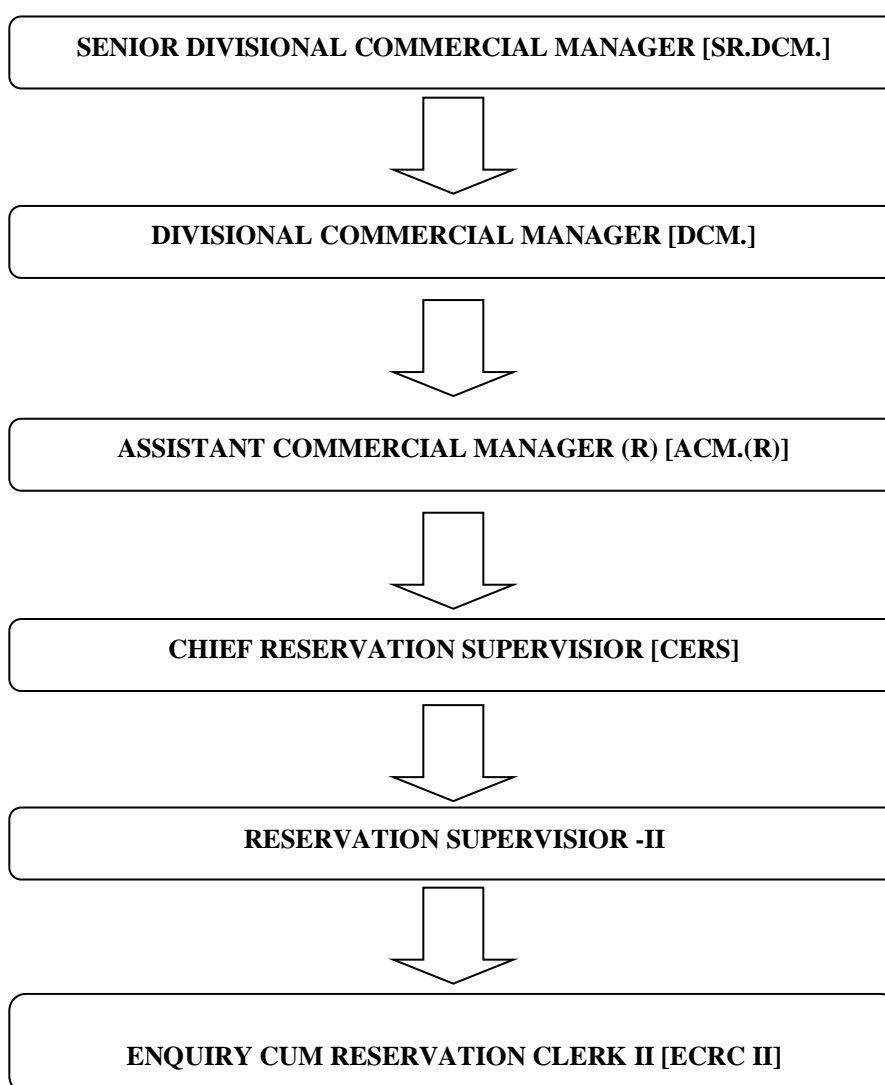 SENIOR DIVISIONAL COMMERCIAL MANAGER [SR.DCM.]
DIVISIONAL COMMERCIAL MANAGER [DCM.]
ASSISTANT COMMERCIAL MANAGER (R) [ACM.(R)]
CHIEF RESERVATION SUPERVISIOR [CERS]
RESERVATION SUPERVISIOR -II
ENQUIRY CUM RESERVATION CLERK II [ECRC II]